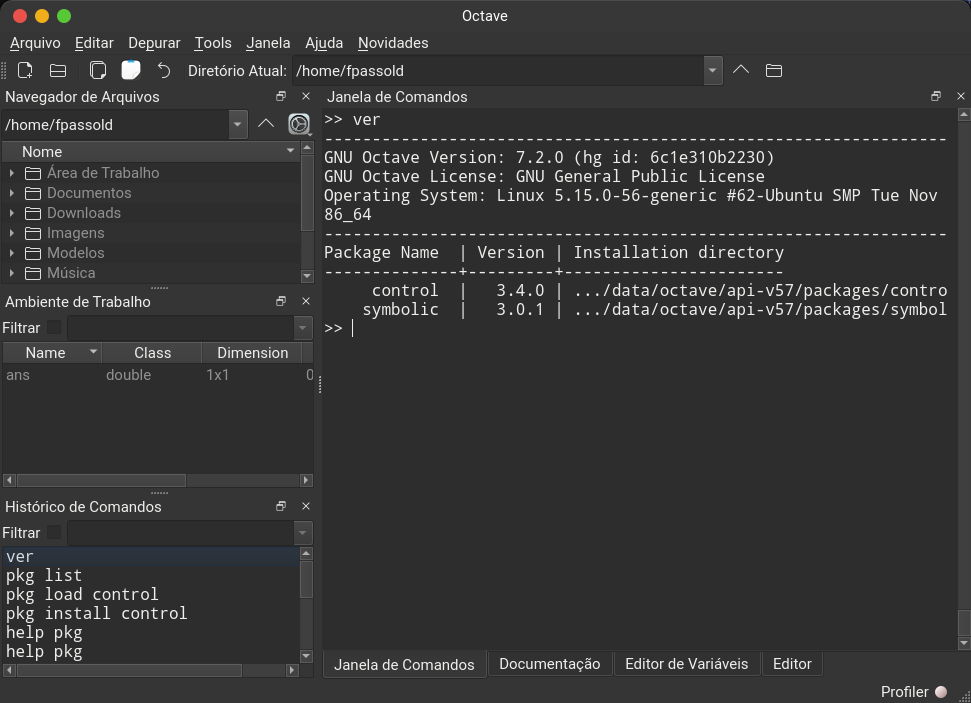 Octave
Arquivo Editar Depurar Tools Janela Ajuda Novidades
Diretório Atual: /home/fpassold
Navegador de Arquivos
/home/fpassold
Nome
Área de Trabalho
Documentos
Downloads
Imagens
Modelos
Música
Ambiente de Trabalho
Filtrar
Name Class Dimension
ans double 1x1 0
Histórico de Comandos
Filtrar
ver
pkg list
pkg load control
pkg install control
help pkg
help pkg
Janela de Comandos
>> ver
-----------------------------------------------------------------
GNU Octave Version: 7.2.0 (hg id: 6c1e310b2230)
GNU Octave License: GNU General Public License
Operating System: Linux 5.15.0-56-generic #62-Ubuntu SMP Tue Nov
86_64
-----------------------------------------------------------------
Package Name  | Version | Installation directory
--------------+---------+-----------------------
     control  |   3.4.0 | .../data/octave/api-v57/packages/contro
    symbolic  |   3.0.1 | .../data/octave/api-v57/packages/symbol
>>
Janela de Comandos Documentação Editor de Variáveis Editor
Profiler